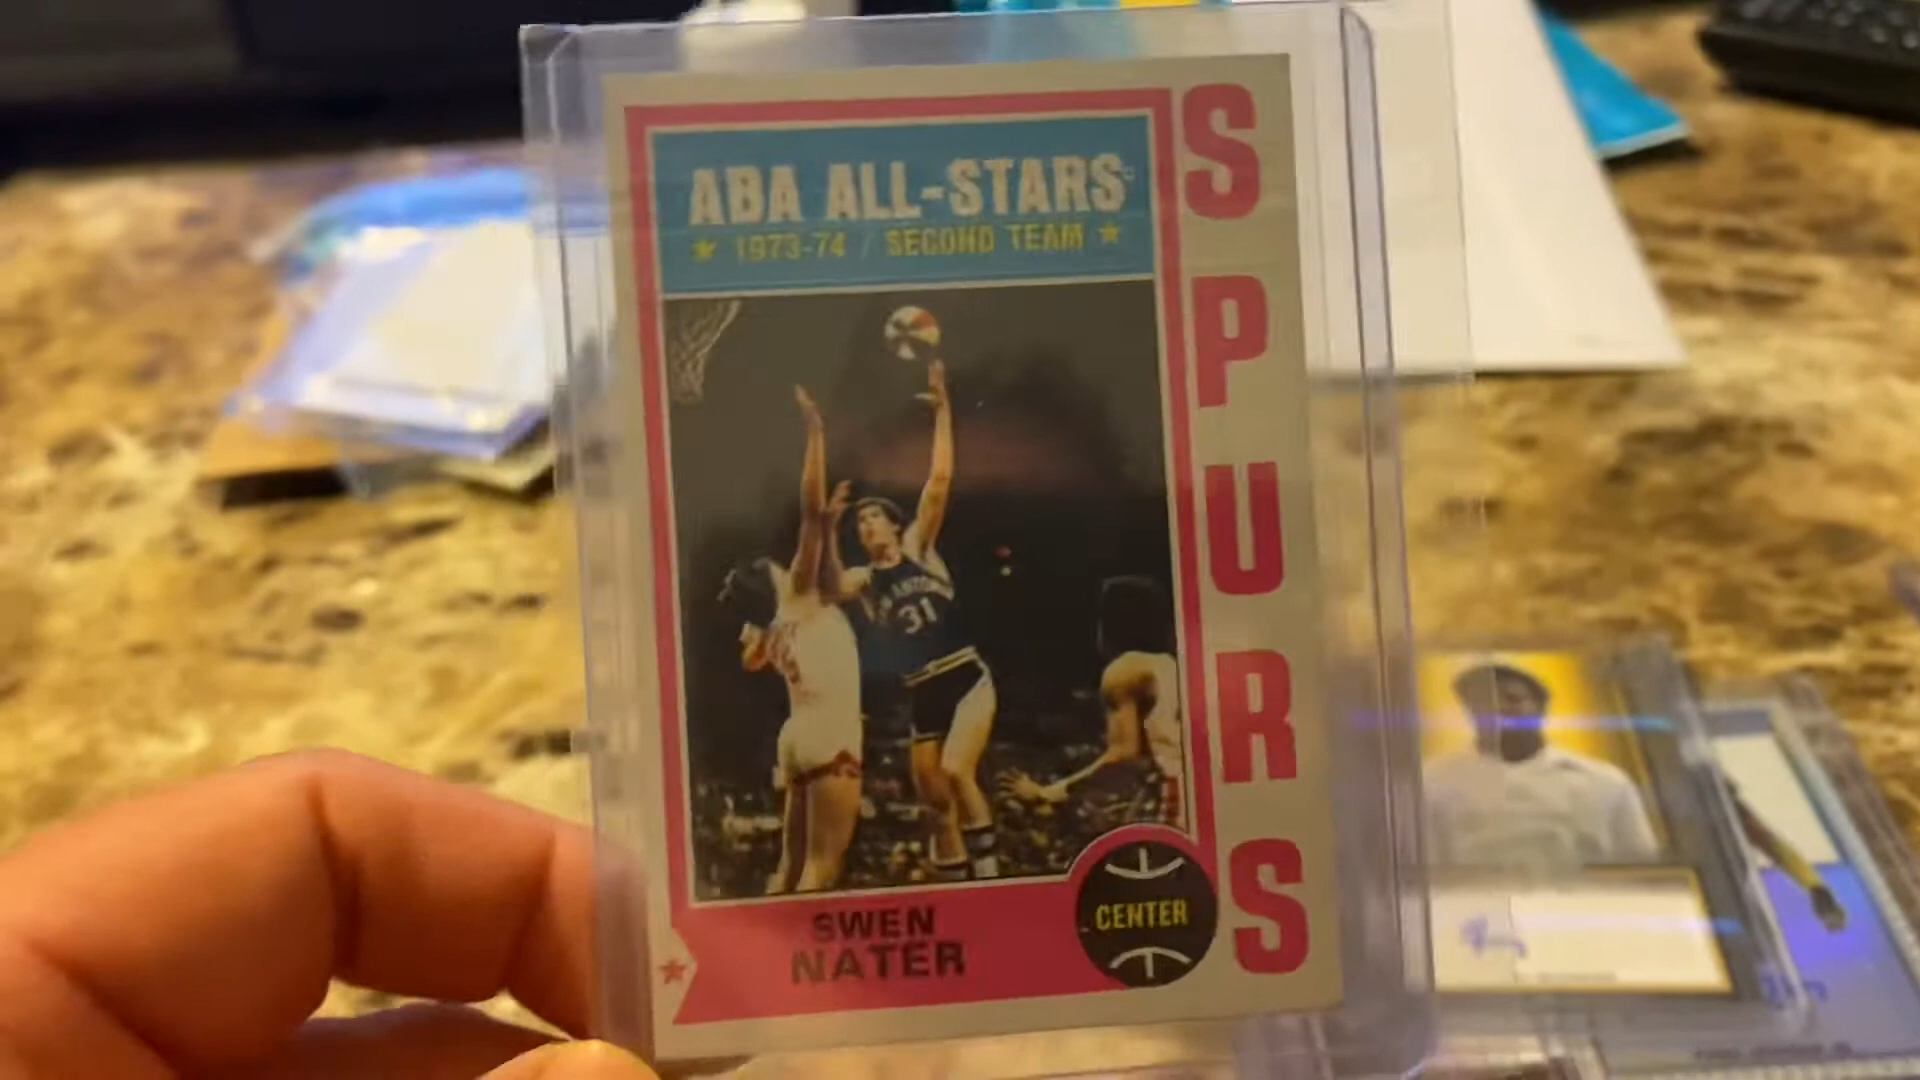 ABA ALL-STARS
★ 1973-74 / SECOND TEAM ★
SPURS
31
SWEN
NATER
CENTER